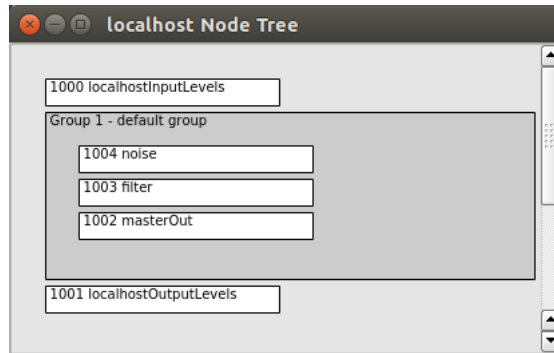 localhost Node Tree
1000 localhostInputLevels
Group 1 - default group
1004 noise
1003 filter
1002 masterOut
1001 localhostOutputLevels